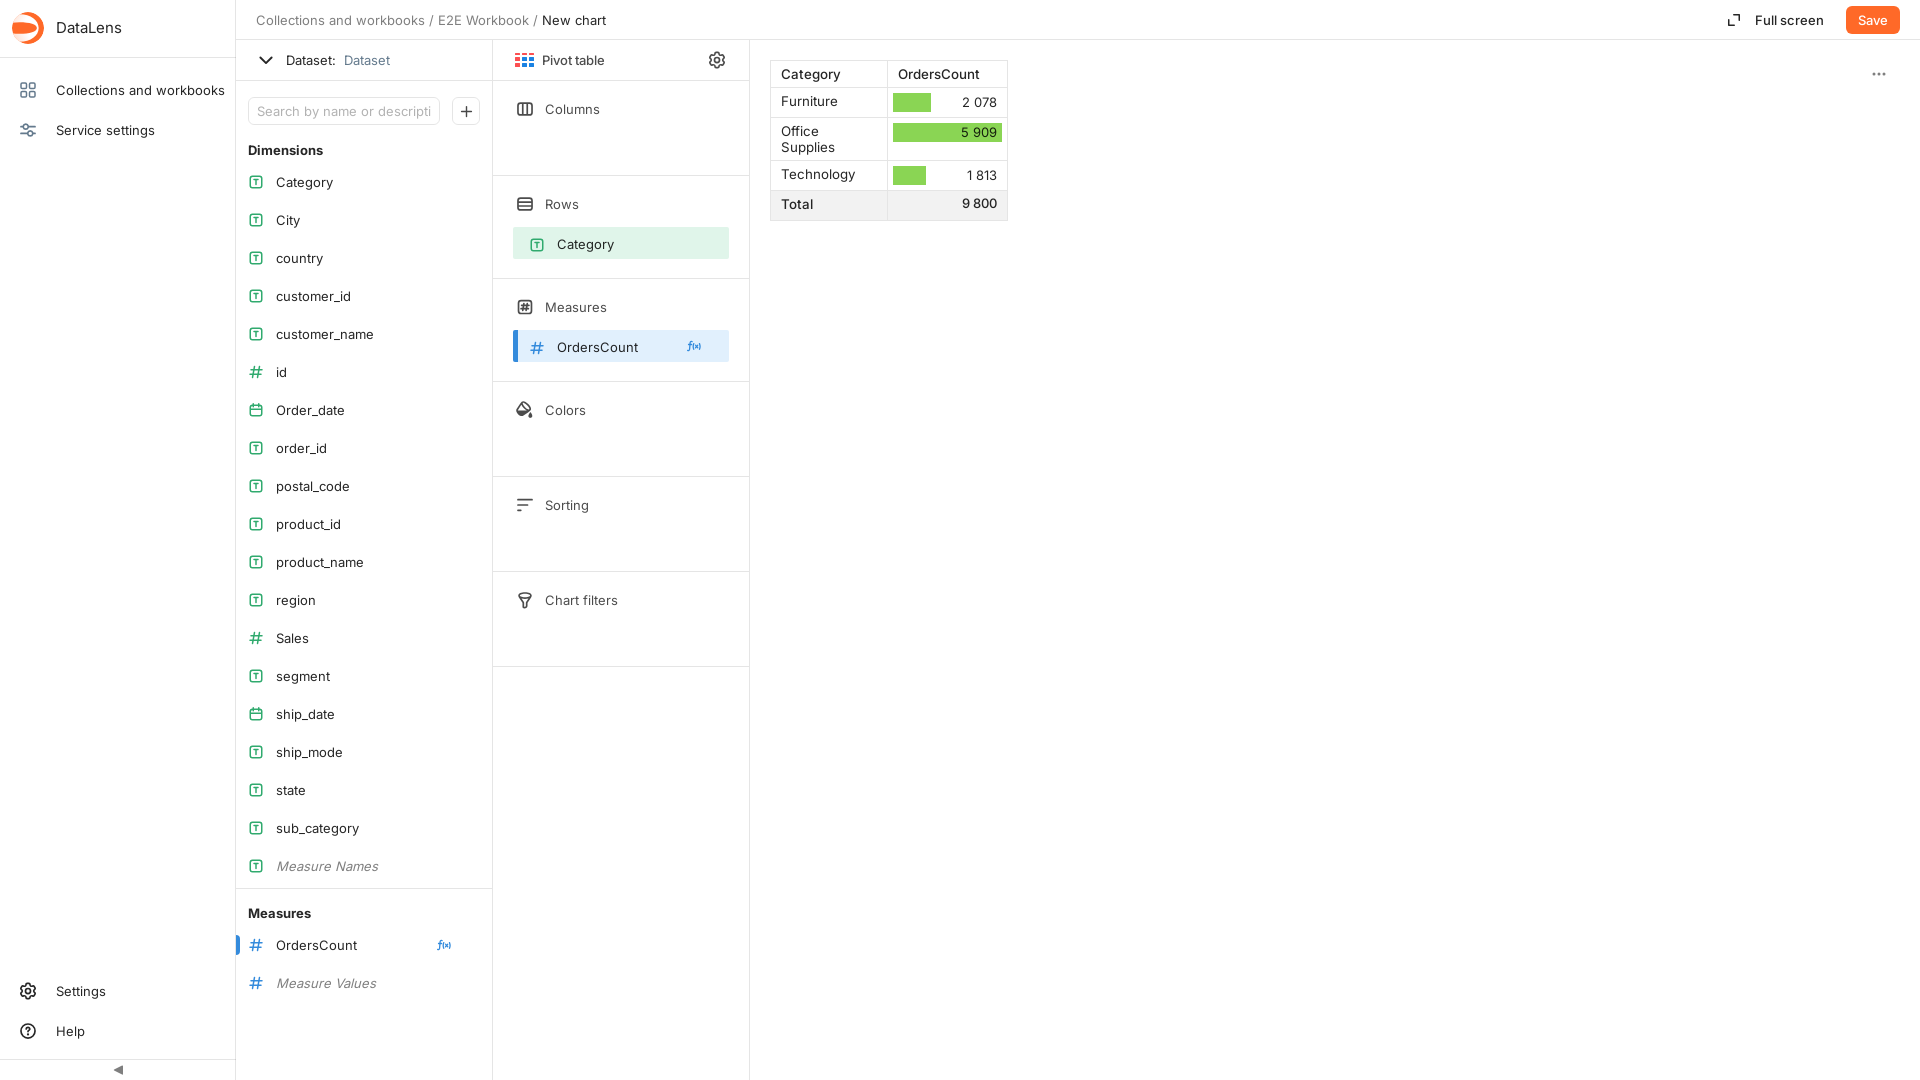 DataLens
Collections and workbooks
Service settings
Settings
Help
Collections and workbooks / E2E Workbook / New chart
Full screen
Save
Dataset: Dataset
Search by name or descripti
Dimensions
Category
City
country
customer_id
customer_name
id
Order_date
order_id
postal_code
product_id
product_name
region
Sales
segment
ship_date
ship_mode
state
sub_category
Measure Names
Measures
OrdersCount f(x)
Measure Values
Pivot table
Columns
Rows
Category
Measures
OrdersCount f(x)
Colors
Sorting
Chart filters
Category OrdersCount
Furniture 2 078
Office 5 909
Supplies
Technology 1 813
Total 9 800